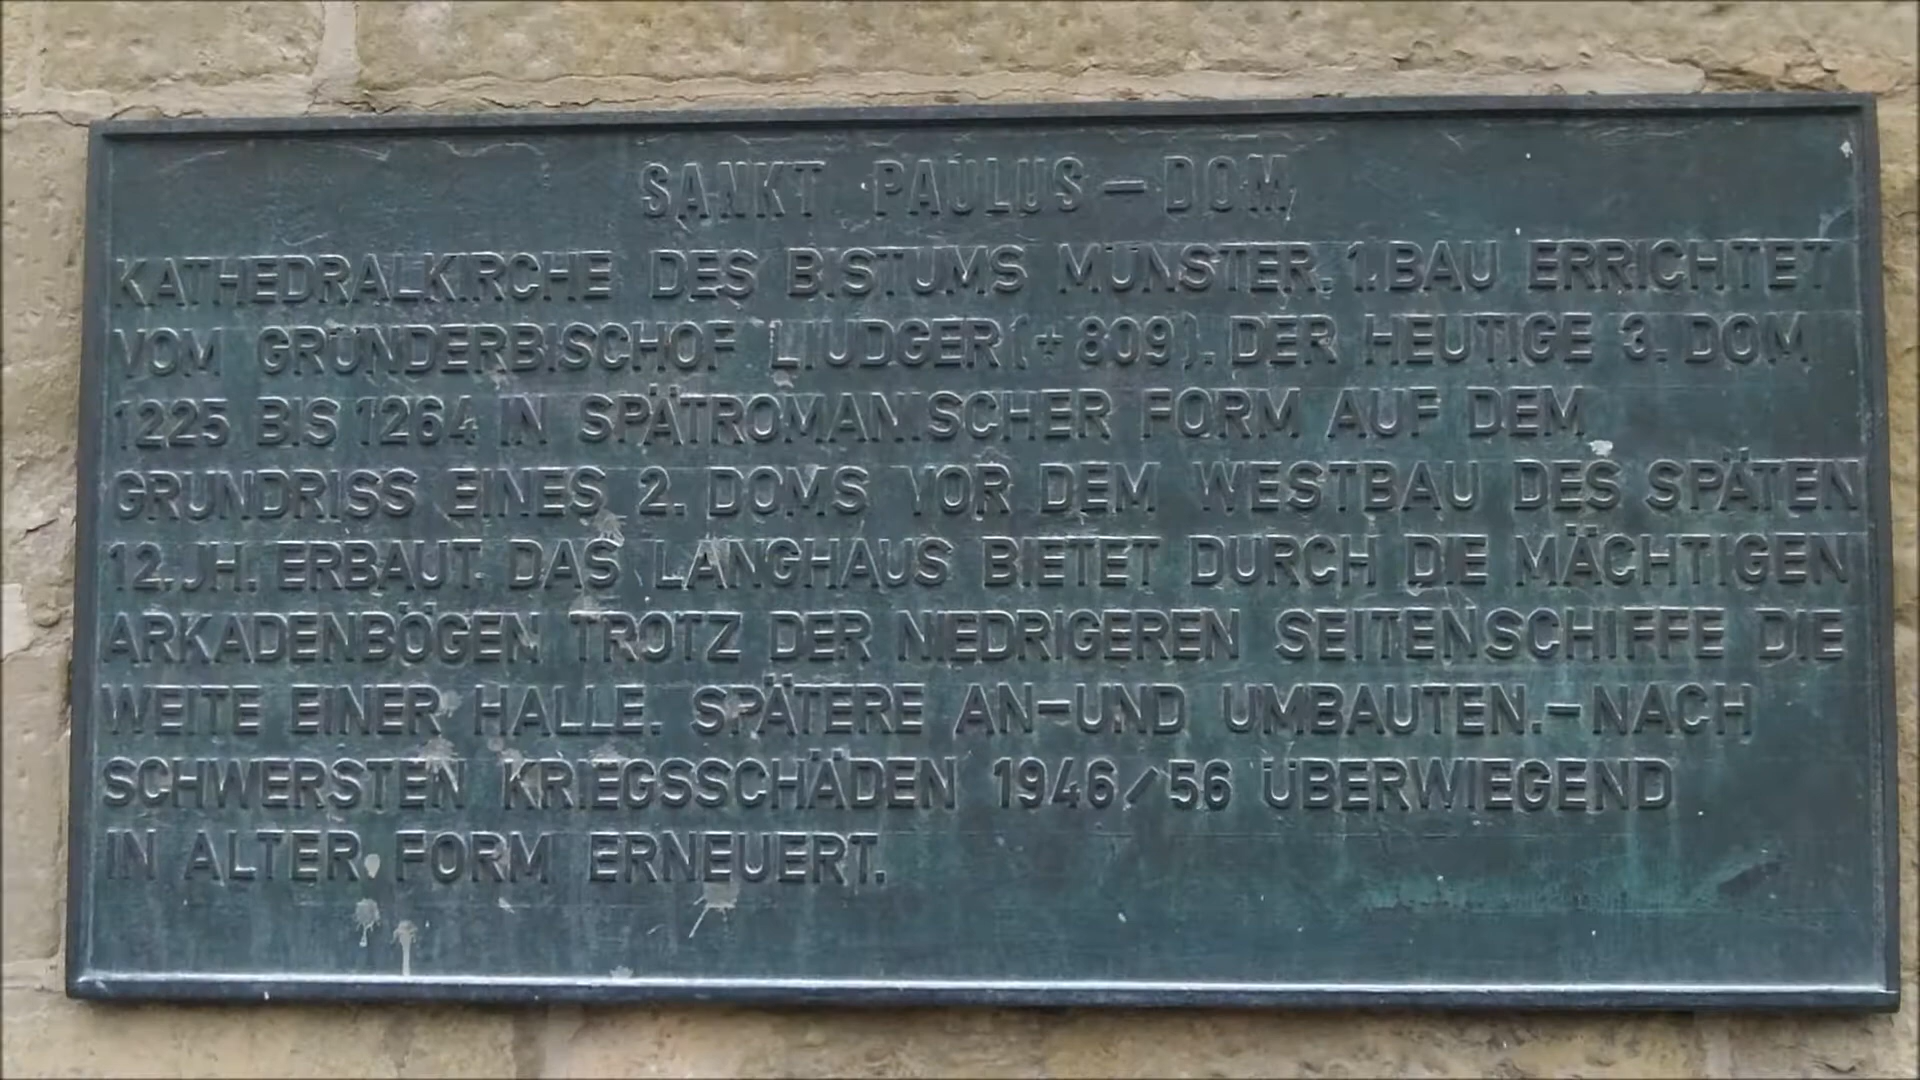 SANKT PAULUS – DOM
KATHEDRALKIRCHE DES BISTUMS MÜNSTER. 1.BAU ERRICHTET
VOM GRÜNDERBISCHOF LIUDGER (+ 809). DER HEUTIGE 3. DOM
1225 BIS 1264 IN SPÄTROMANISCHER FORM AUF DEM
GRUNDRISS EINES 2. DOMS VOR DEM WESTBAU DES SPÄTEN
12. JH. ERBAUT. DAS LANGHAUS BIETET DURCH DIE MÄCHTIGEN
ARKADENBÖGEN TROTZ DER NIEDRIGEREN SEITENSCHIFFE DIE
WEITE EINER HALLE. SPÄTERE AN-UND UMBAUTEN.–NACH
SCHWERSTEN KRIEGSSCHÄDEN 1946/56 ÜBERWIEGEND
IN ALTER FORM ERNEUERT.